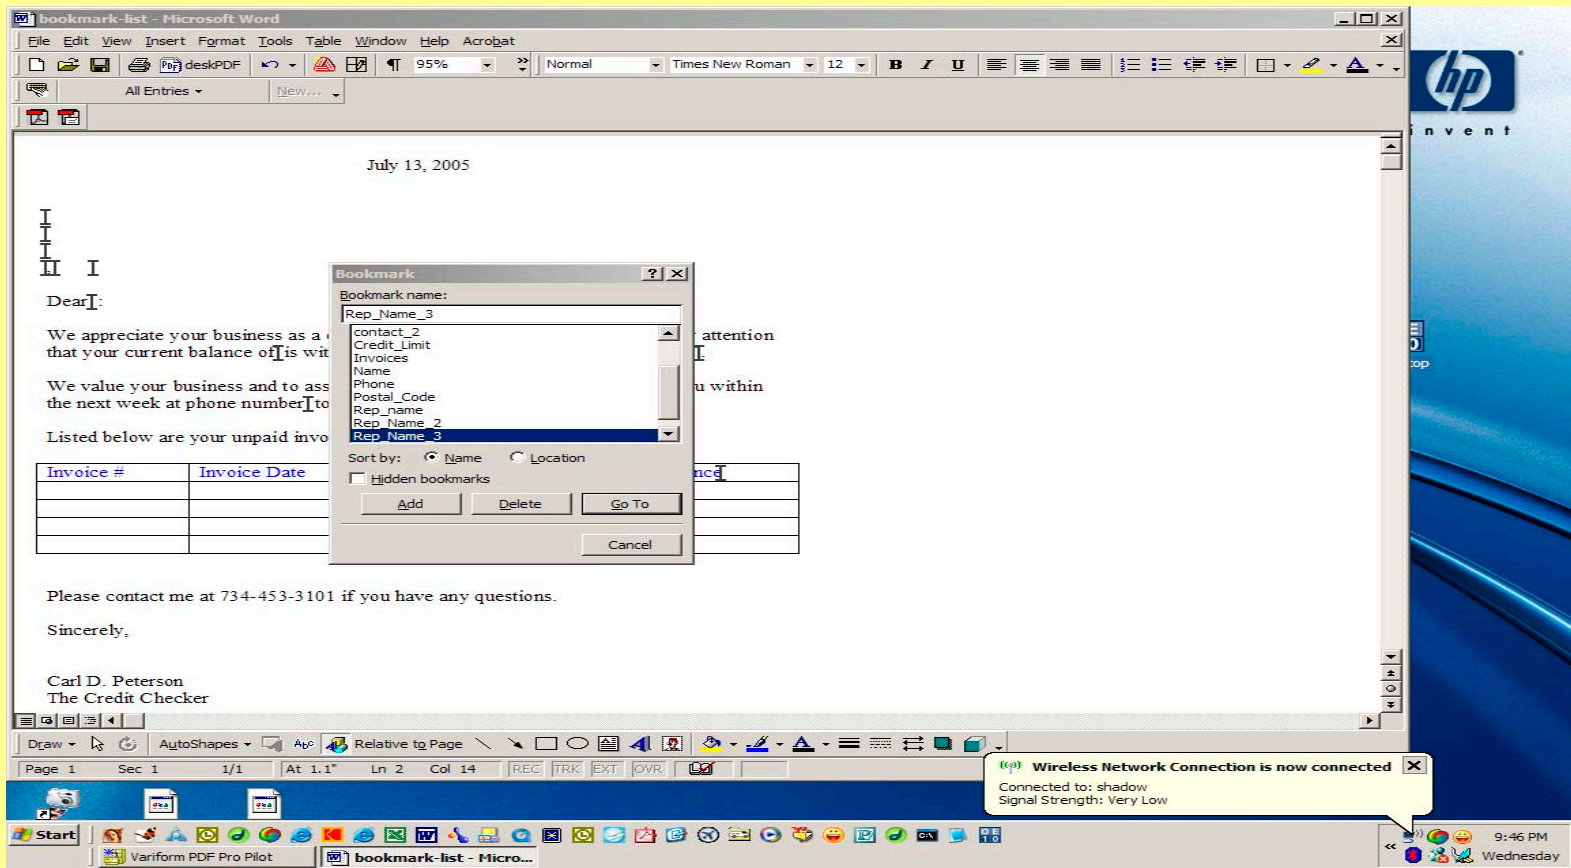 bookmark-list - Microsoft Word
File Edit View Insert Format Tools Table Window Help Acrobat
deskPDF 95% Normal Times New Roman 12 B I U A
All Entries New...
hp
invent
July 13, 2005
Dear :
We appreciate your business as a attention
that your current balance of is wit
We value your business and to ass u within
the next week at phone number to
Listed below are your unpaid invo
Invoice # Invoice Date nce
Bookmark
Bookmark name:
Rep_Name_3
contact_2
Credit_Limit
Invoices
Name
Phone
Postal_Code
Rep_name
Rep_Name_2
Rep_Name_3
Sort by: Name Location
Hidden bookmarks
Add Delete Go To
Cancel
Please contact me at 734-453-3101 if you have any questions.
Sincerely,
Carl D. Peterson
The Credit Checker
Draw AutoShapes Abc Relative to Page
Page 1 Sec 1 1/1 At 1.1" Ln 2 Col 14 REC TRK EXT OVR
Wireless Network Connection is now connected
Connected to: shadow
Signal Strength: Very Low
Start 9:46 PM
Variform PDF Pro Pilot bookmark-list - Micro... Wednesday